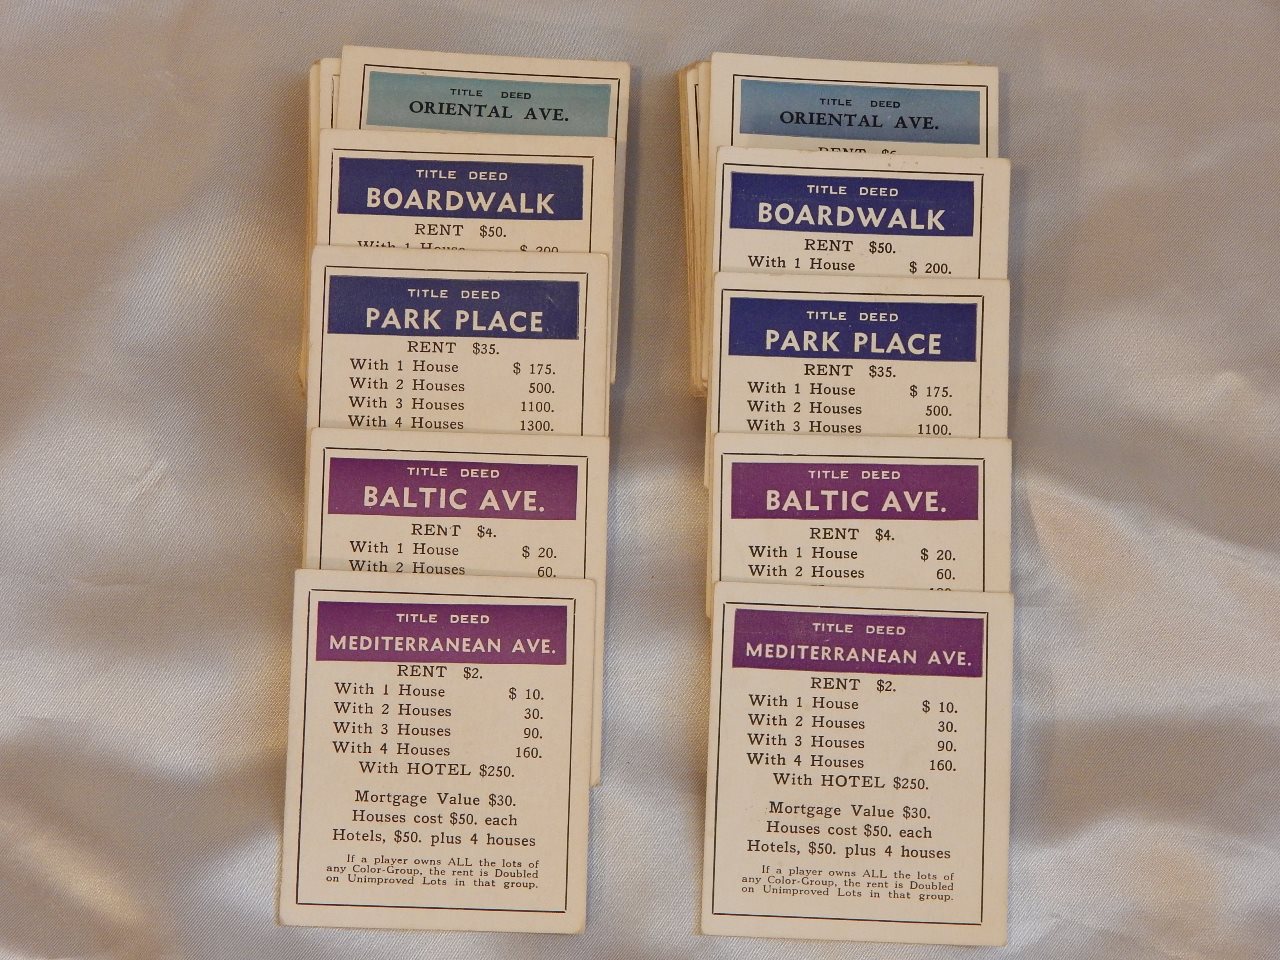 TITLE DEED
ORIENTAL AVE.
TITLE DEED
BOARDWALK
RENT $50.
With 1 House $ 200
TITLE DEED
PARK PLACE
RENT $35.
With 1 House $ 175.
With 2 Houses 500.
With 3 Houses 1100.
With 4 Houses 1300.
TITLE DEED
BALTIC AVE.
RENT $4.
With 1 House $ 20.
With 2 Houses 60.
TITLE DEED
MEDITERRANEAN AVE.
RENT $2.
With 1 House $ 10.
With 2 Houses 30.
With 3 Houses 90.
With 4 Houses 160.
With HOTEL $250.
Mortgage Value $30.
Houses cost $50. each
Hotels, $50. plus 4 houses
If a player owns ALL the lots of
any Color-Group, the rent is Doubled
on Unimproved Lots in that group.
TITLE DEED
ORIENTAL AVE.
RENT $6
TITLE DEED
BOARDWALK
RENT $50.
With 1 House $ 200.
TITLE DEED
PARK PLACE
RENT $35.
With 1 House $ 175.
With 2 Houses 500.
With 3 Houses 1100.
TITLE DEED
BALTIC AVE.
RENT $4.
With 1 House $ 20.
With 2 Houses 60.
TITLE DEED
MEDITERRANEAN AVE.
RENT $2.
With 1 House $ 10.
With 2 Houses 30.
With 3 Houses 90.
With 4 Houses 160.
With HOTEL $250.
Mortgage Value $30.
Houses cost $50. each
Hotels, $50. plus 4 houses
If a player owns ALL the lots of
any Color-Group, the rent is Doubled
on Unimproved Lots in that group.